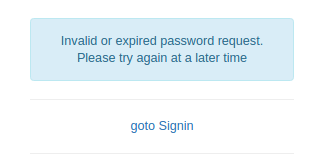 Invalid or expired password request.
Please try again at a later time
goto Signin